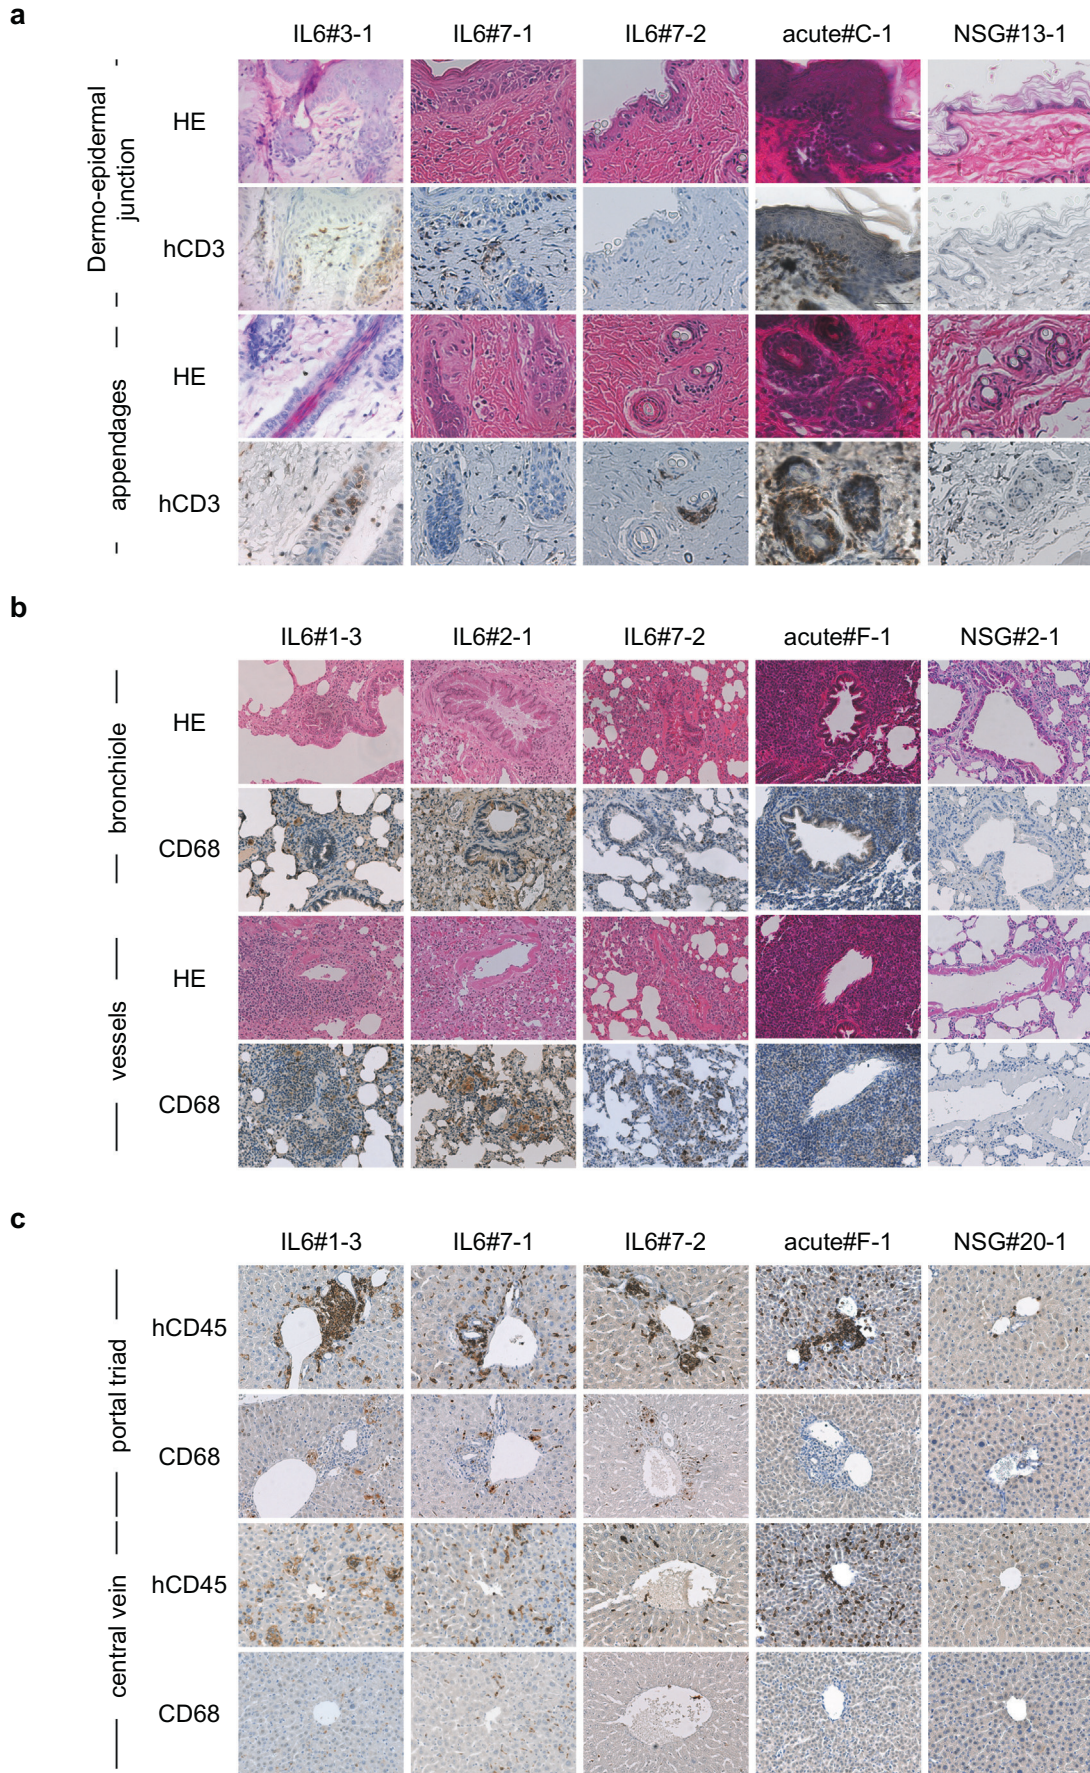 a
IL6#3-1 IL6#7-1 IL6#7-2 acute#C-1 NSG#13-1
Dermo-epidermal
junction
HE
hCD3
appendages
HE
hCD3
b
IL6#1-3 IL6#2-1 IL6#7-2 acute#F-1 NSG#2-1
bronchiole
HE
CD68
vessels
HE
CD68
c
IL6#1-3 IL6#7-1 IL6#7-2 acute#F-1 NSG#20-1
portal triad
hCD45
CD68
central vein
hCD45
CD68